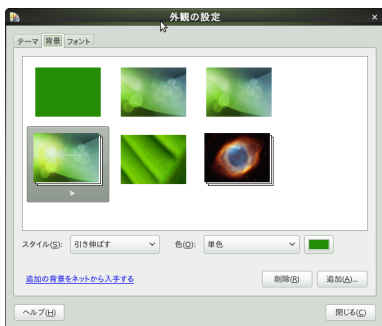 外観の設定
テーマ 背景 フォント
スタイル(S): 引き伸ばす 色(O): 単色
追加の背景をネットから入手する 削除(R) 追加(A)...
ヘルプ(H) 閉じる(C)